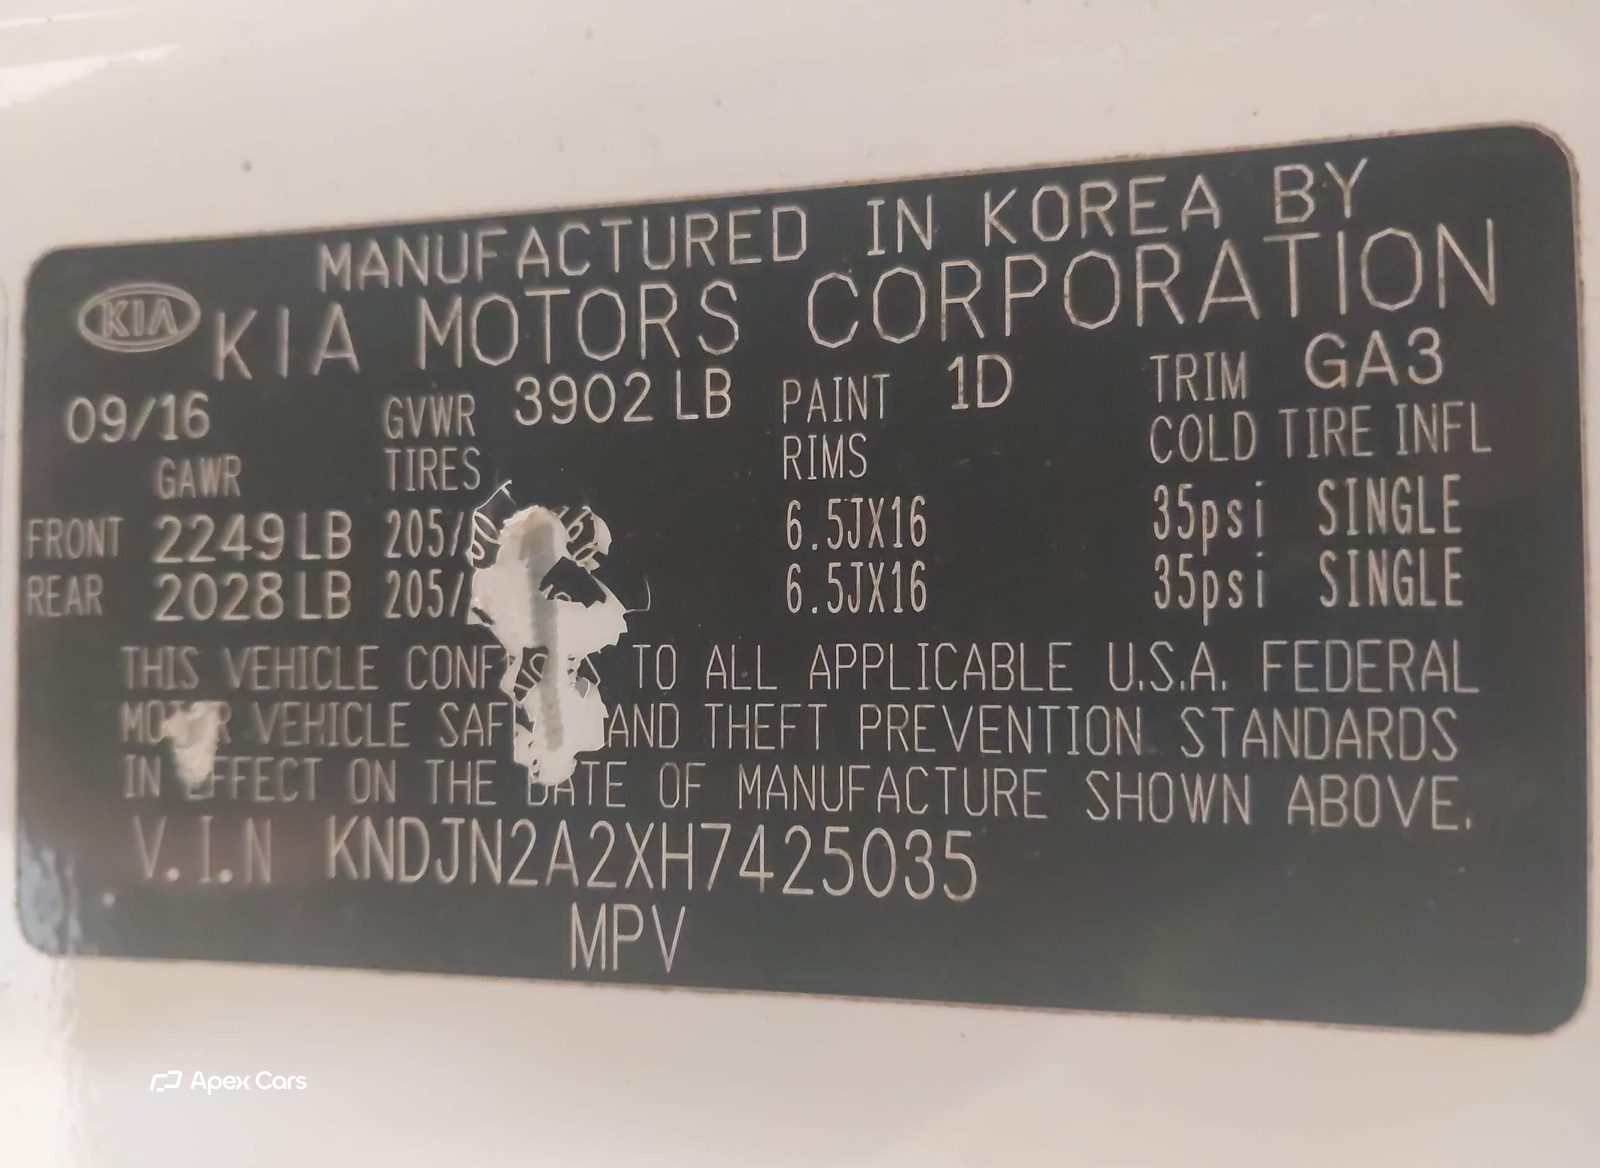 MANUFACTURED IN KOREA BY
KIA KIA MOTORS CORPORATION
09/16 GVWR 3902 LB PAINT 1D TRIM GA3
GAWR TIRES RIMS COLD TIRE INFL
FRONT 2249 LB 205/ 6.5JX16 35psi SINGLE
REAR 2028 LB 205/ 6.5JX16 35psi SINGLE
THIS VEHICLE TO ALL APPLICABLE U.S.A. FEDERAL
MOTOR VEHICLE AND THEFT PREVENTION STANDARDS
IN EFFECT ON THE DATE OF MANUFACTURE SHOWN ABOVE.
V.I.N KNDJN2A2XH7425035
MPV
Apex Cars